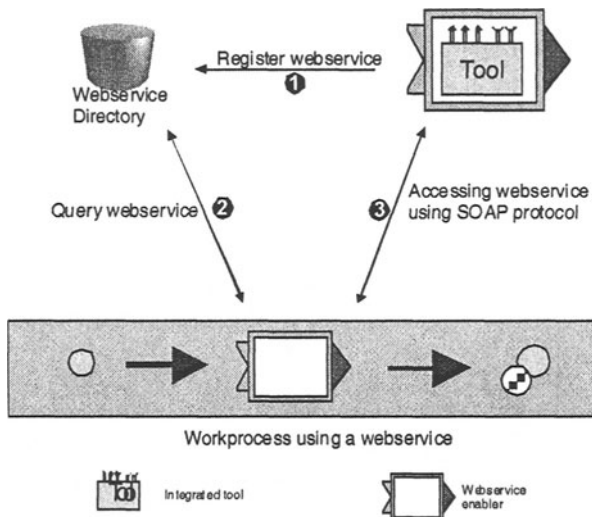 Register webservice
1
Tool
Webservice
Directory
Query webservice
2
3
Accessing webservice
using SOAP protocol
Workprocess using a webservice
Tool
Integrated tool
Webservice
enabler